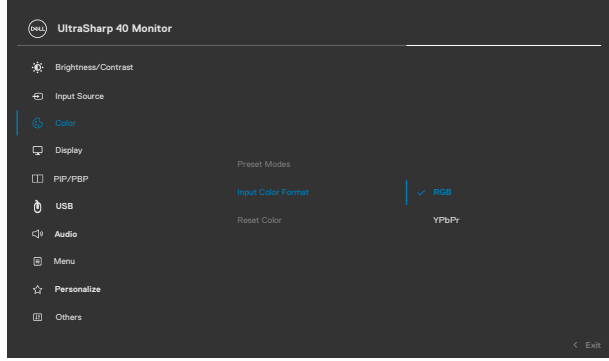 DELL UltraSharp 40 Monitor
Brightness/Contrast
Input Source
Color
Display
Preset Modes
PIP/PBP
Input Color Format
RGB
USB
Reset Color
YPbPr
Audio
Menu
Personalize
Others
< Exit